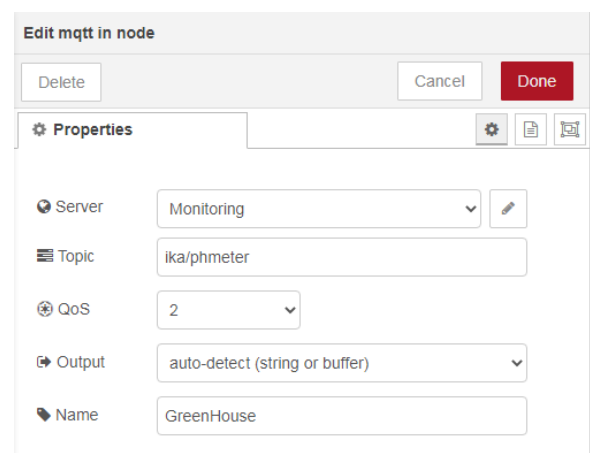 Edit mqtt in node
Delete Cancel Done
Properties
Server Monitoring
Topic ika/phmeter
QoS 2
Output auto-detect (string or buffer)
Name GreenHouse